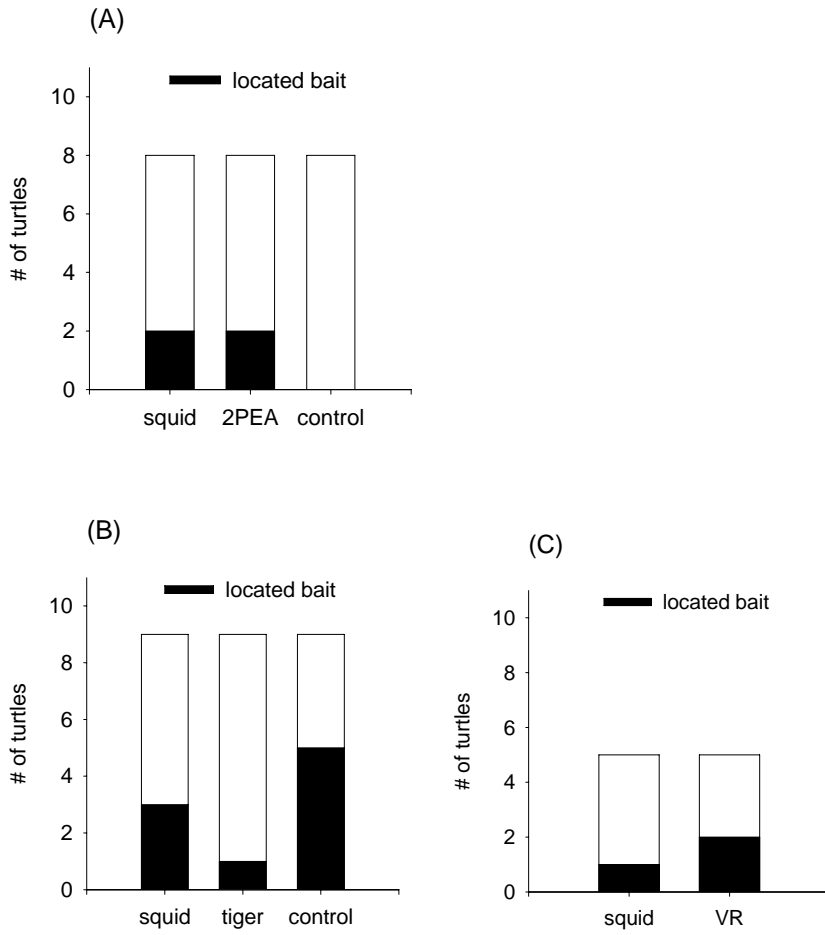 (A)
located bait
10
8
6
4
2
0
# of turtles
squid 2PEA control
(B)
located bait
10
8
6
4
2
0
# of turtles
squid tiger control
(C)
located bait
10
8
6
4
2
0
# of turtles
squid VR